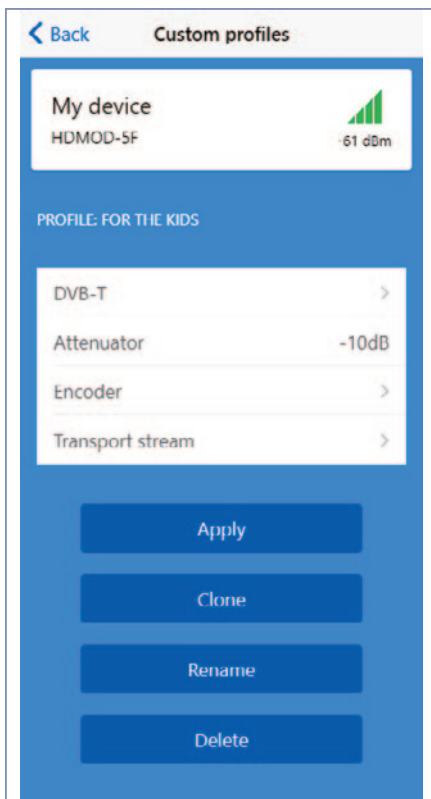 Back Custom profiles
My device
HDMOD-5F
-61 dBm
PROFILE: FOR THE KIDS
DVB-T
Attenuator -10dB
Encoder
Transport stream
Apply
Clone
Rename
Delete